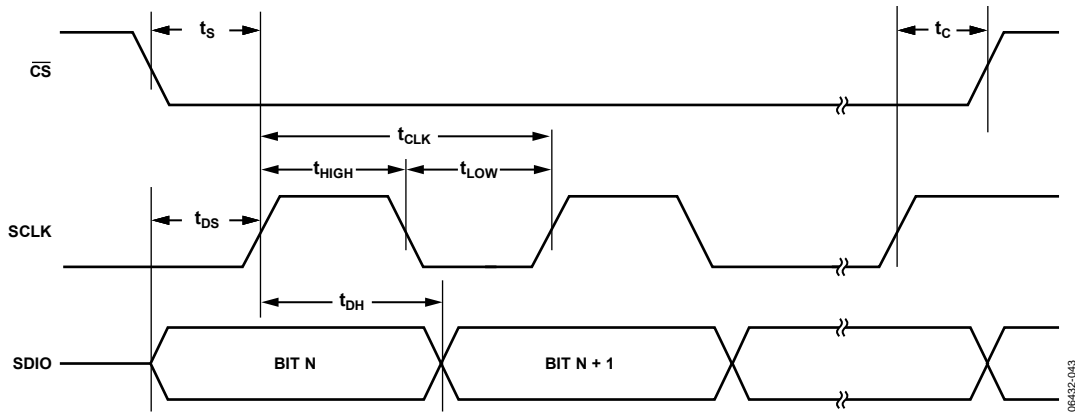 tS
tC
CS
tCLK
tHIGH
tLOW
tDS
SCLK
tDH
SDIO
BIT N
BIT N + 1
06432-043